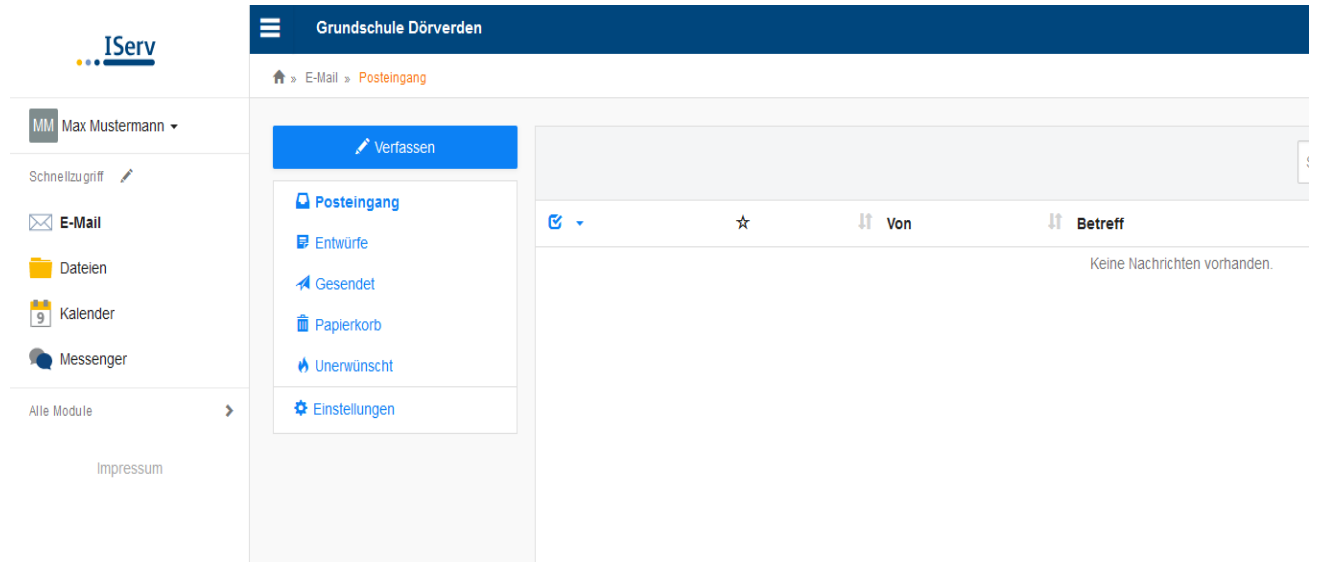 IServ
Grundschule Dörverden
» E-Mail » Posteingang
MM Max Mustermann
Schnellzugriff
E-Mail
Dateien
9 Kalender
Messenger
Alle Module
Impressum
Verfassen
Posteingang
Entwürfe
Gesendet
Papierkorb
Unerwünscht
Einstellungen
Von Betreff
Keine Nachrichten vorhanden.